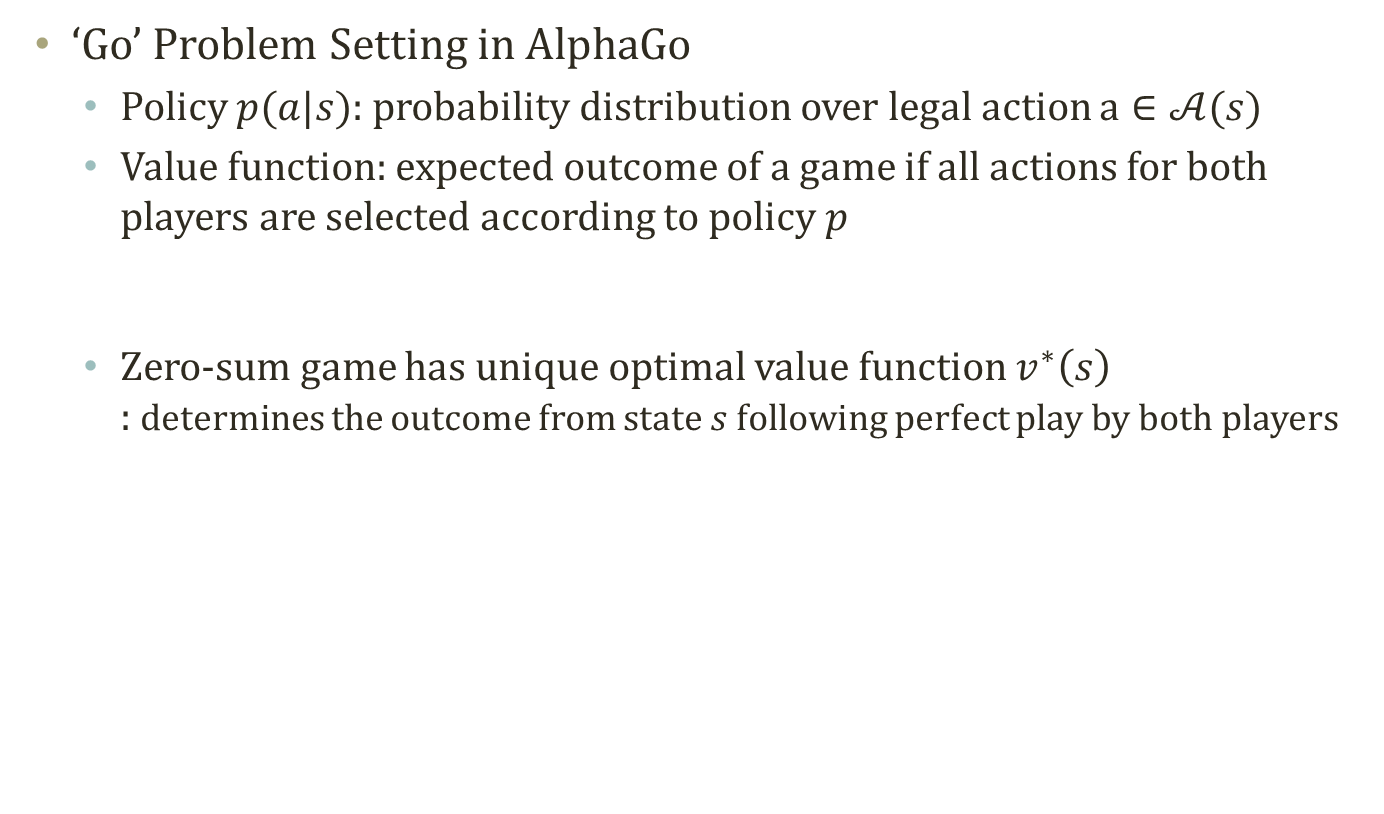 • ‘Go’ Problem Setting in AlphaGo
• Policy p(a|s): probability distribution over legal action a ∈ 𝒜(s)
• Value function: expected outcome of a game if all actions for both
players are selected according to policy p
• Zero-sum game has unique optimal value function v*(s)
: determines the outcome from state s following perfect play by both players